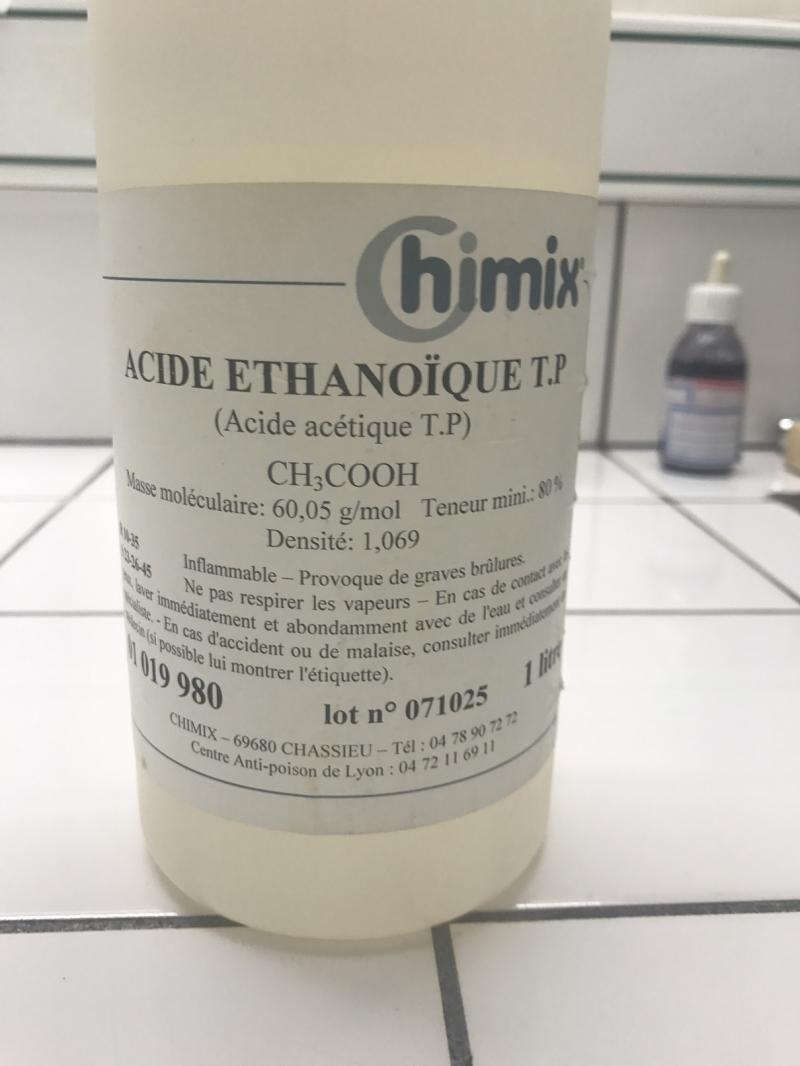 Chimix
ACIDE ETHANOÏQUE T.P
(Acide acétique T.P)
CH₃COOH
Masse moléculaire: 60,05 g/mol Teneur mini.: 80 %
Densité: 1,069
Inflammable – Provoque de graves brûlures.
Ne pas respirer les vapeurs – En cas de contact
laver immédiatement et abondamment avec de l'eau et consulter
- En cas d'accident ou de malaise, consulter immédiatement
(si possible lui montrer l'étiquette).
01 019 980 lot n° 071025 1 litre
CHIMIX – 69680 CHASSIEU – Tél : 04 78 90 72 72
Centre Anti-poison de Lyon : 04 72 11 69 11